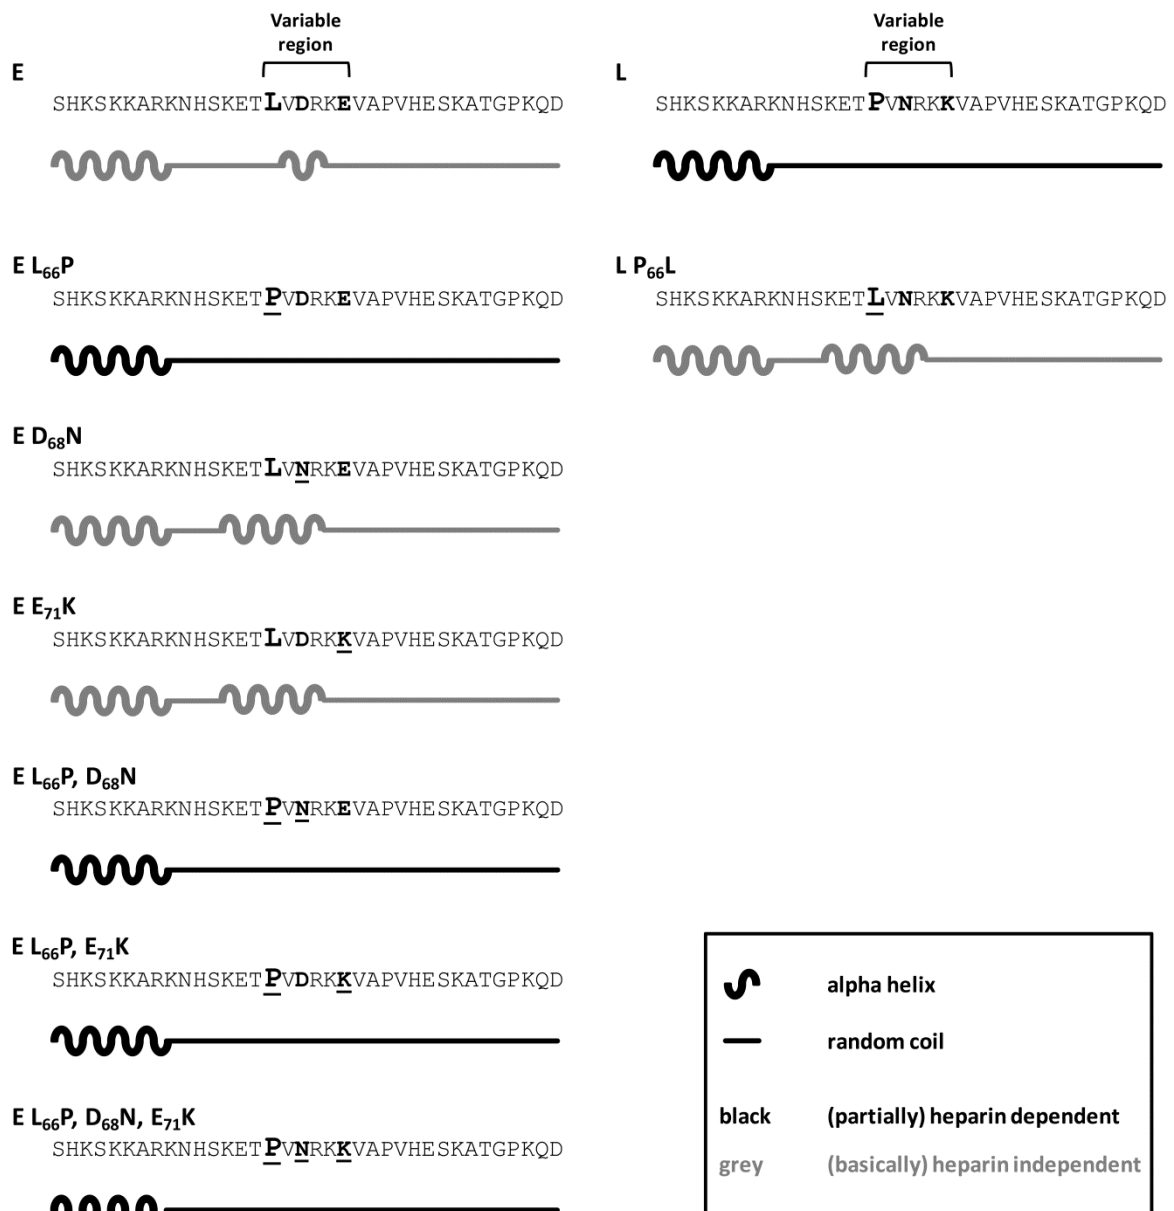 Variable
region
E
SHKSKKARKNHSKETLVDRKEVAPVHESKATGPKQD
E L66P
SHKSKKARKNHSKETPVDRKEVAPVHESKATGPKQD
E D68N
SHKSKKARKNHSKETLVNRKEVAPVHESKATGPKQD
E E71K
SHKSKKARKNHSKETLVDRKKVAPVHESKATGPKQD
E L66P, D68N
SHKSKKARKNHSKETPVNRKEVAPVHESKATGPKQD
E L66P, E71K
SHKSKKARKNHSKETPVDRKKVAPVHESKATGPKQD
E L66P, D68N, E71K
SHKSKKARKNHSKETPVNRKKVAPVHESKATGPKQD
Variable
region
L
SHKSKKARKNHSKETPVNRKKVAPVHESKATGPKQD
L P66L
SHKSKKARKNHSKETLVNRKKVAPVHESKATGPKQD
alpha helix
random coil
black (partially) heparin dependent
grey (basically) heparin independent